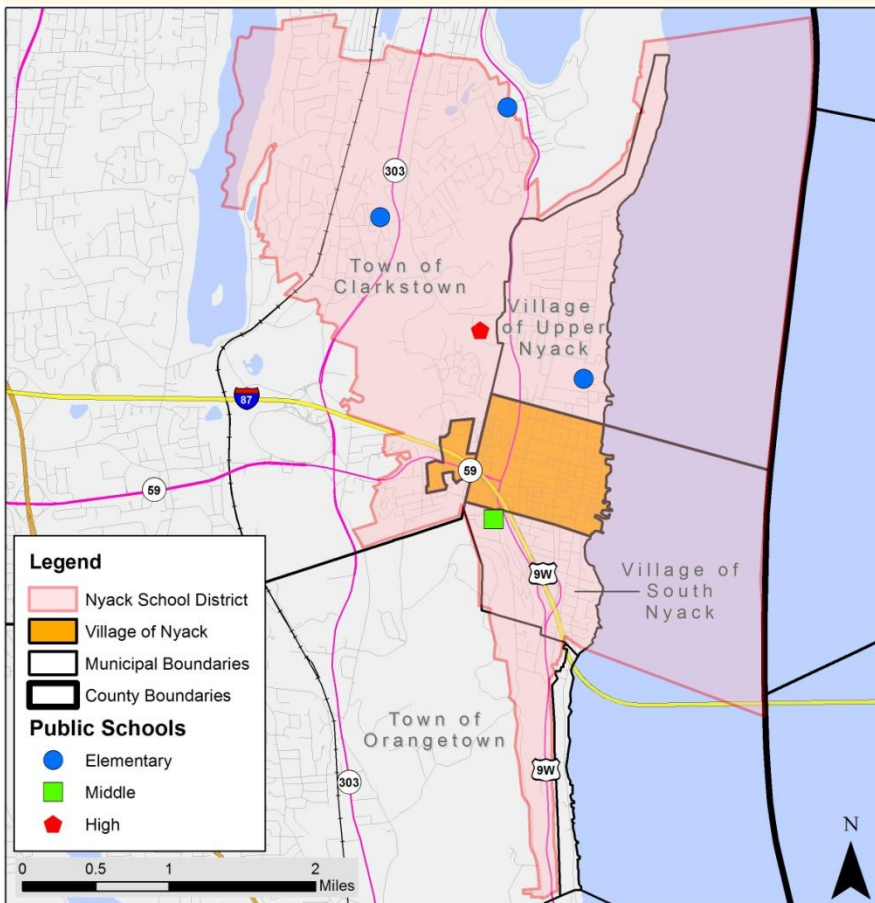 303
Town of
Clarkstown
Village
of Upper
Nyack
87
59
59
Village of
South
Nyack
9W
Town of
Orangetown
9W
303
Legend
Nyack School District
Village of Nyack
Municipal Boundaries
County Boundaries
Public Schools
Elementary
Middle
High
0 0.5 1 2
Miles
N